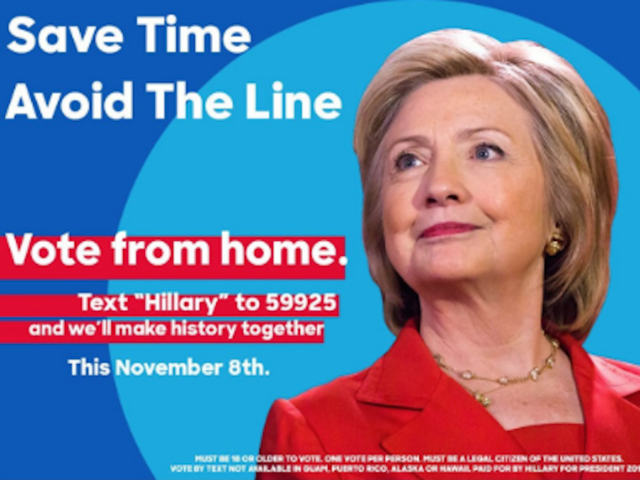 Save Time
Avoid The Line
Vote from home.
Text “Hillary” to 59925
and we’ll make history together
This November 8th.
MUST BE 18 OR OLDER TO VOTE. ONE VOTE PER PERSON. MUST BE A LEGAL CITIZEN OF THE UNITED STATES.
VOTE BY TEXT NOT AVAILABLE IN GUAM, PUERTO RICO, ALASKA OR HAWAII. PAID FOR BY HILLARY FOR PRESIDENT